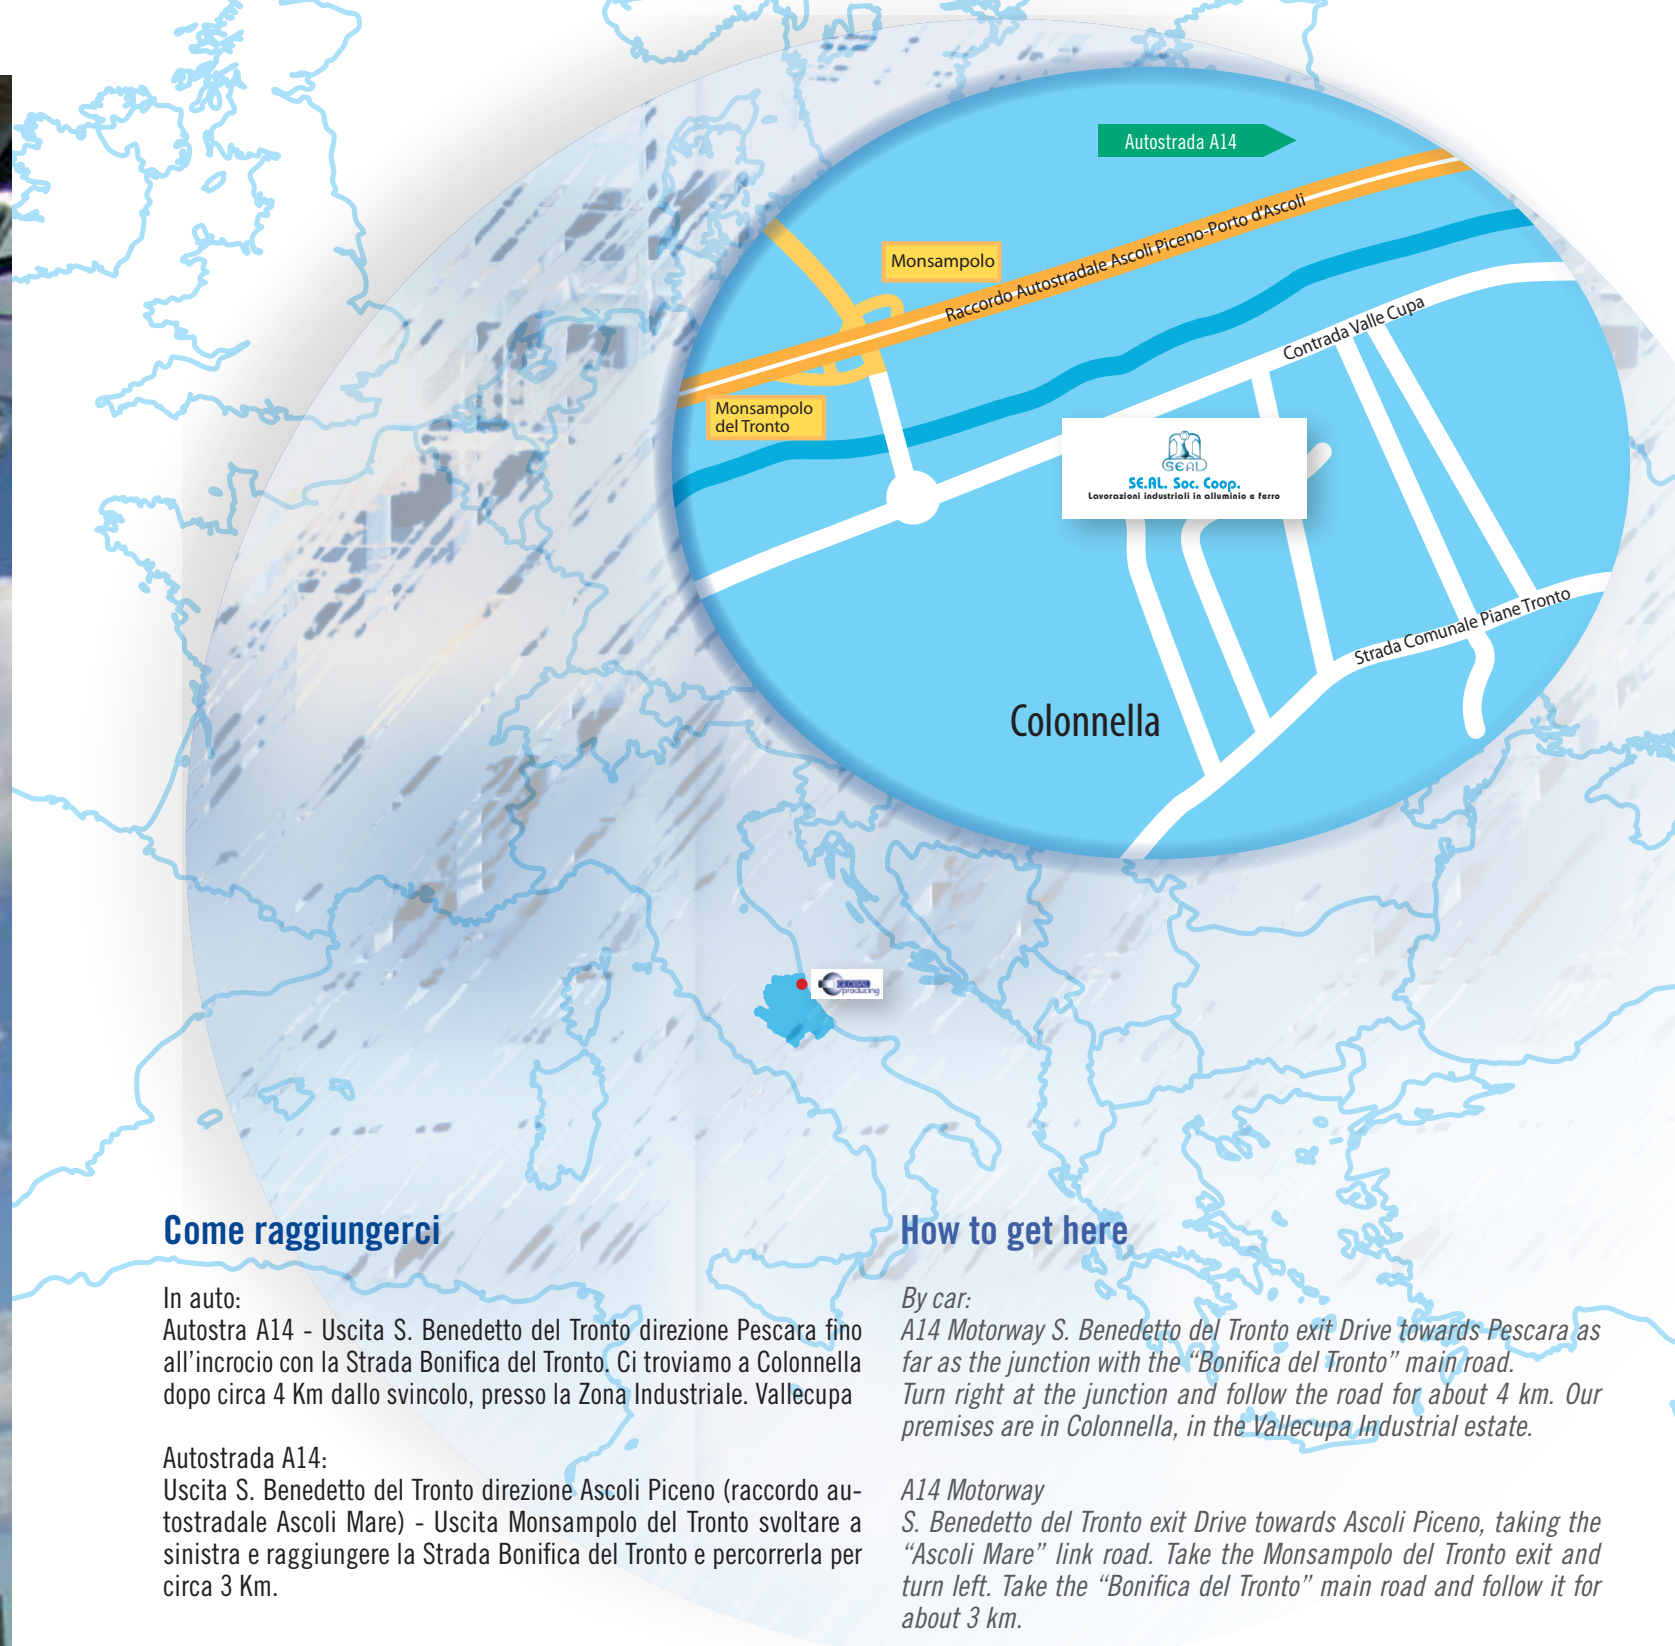 Autostrada A14
Monsampolo
Raccordo Autostradale Ascoli Piceno-Porto d'Ascoli
Contrada Valle Cupa
Monsampolo
del Tronto
SEAL
SE.AL. Soc. Coop.
Lavorazioni industriali in alluminio e ferro
Strada Comunale Piane Tronto
Colonnella
GLOBAL
producing
Come raggiungerci
In auto:
Autostra A14 - Uscita S. Benedetto del Tronto direzione Pescara fino
all'incrocio con la Strada Bonifica del Tronto. Ci troviamo a Colonnella
dopo circa 4 Km dallo svincolo, presso la Zona Industriale. Vallecupa
Autostrada A14:
Uscita S. Benedetto del Tronto direzione Ascoli Piceno (raccordo au-
tostradale Ascoli Mare) - Uscita Monsampolo del Tronto svoltare a
sinistra e raggiungere la Strada Bonifica del Tronto e percorrerla per
circa 3 Km.
How to get here
By car:
A14 Motorway S. Benedetto del Tronto exit Drive towards Pescara as
far as the junction with the “Bonifica del Tronto” main road.
Turn right at the junction and follow the road for about 4 km. Our
premises are in Colonnella, in the Vallecupa Industrial estate.
A14 Motorway
S. Benedetto del Tronto exit Drive towards Ascoli Piceno, taking the
“Ascoli Mare” link road. Take the Monsampolo del Tronto exit and
turn left. Take the “Bonifica del Tronto” main road and follow it for
about 3 km.